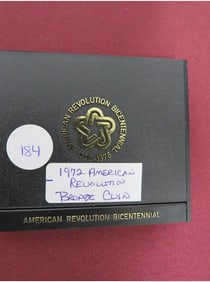 AMERICAN REVOLUTION BICENTENNIAL
1776-1976
184
1972 AMERICAN
REVOLUTION
BRONZE COIN
AMERICAN REVOLUTION BICENTENNIAL